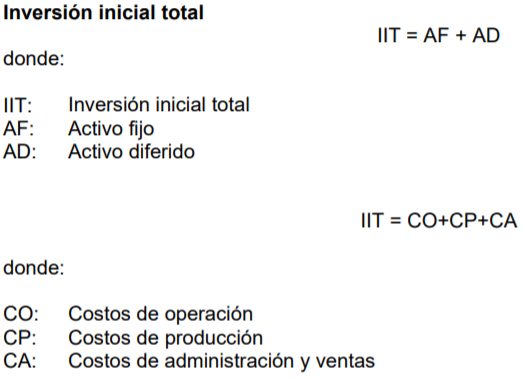 Inversión inicial total
IIT = AF + AD
donde:
IIT: Inversión inicial total
AF: Activo fijo
AD: Activo diferido
IIT = CO+CP+CA
donde:
CO: Costos de operación
CP: Costos de producción
CA: Costos de administración y ventas